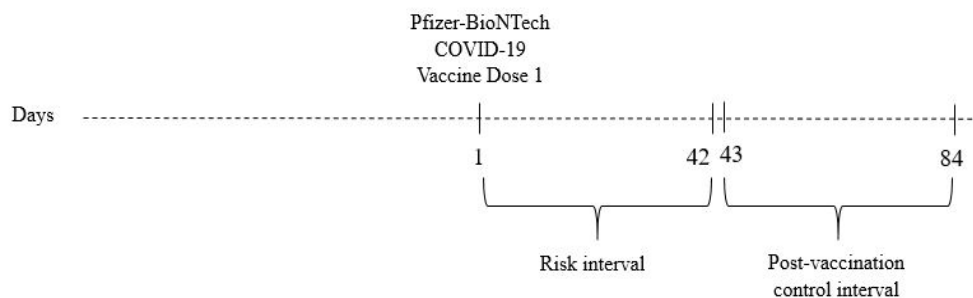 Pfizer-BioNTech
COVID-19
Vaccine Dose 1
Days
1 42 43 84
Risk interval
Post-vaccination
control interval